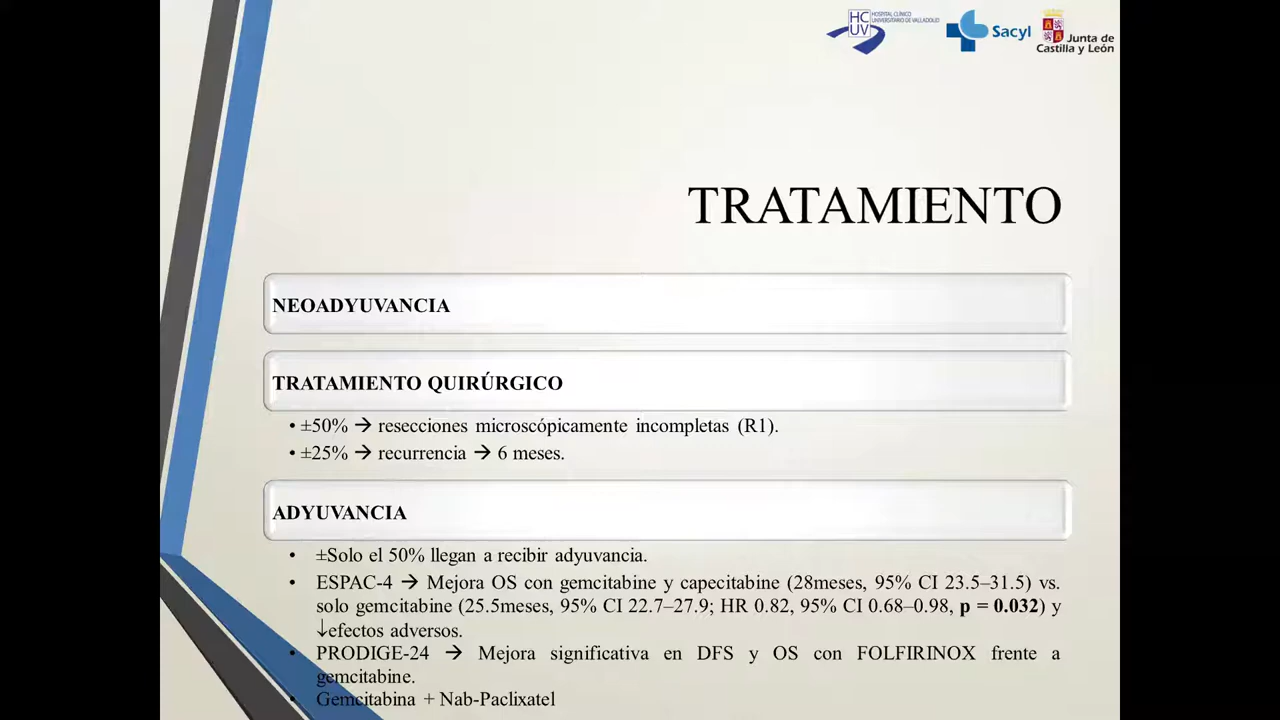 HC
UV
HOSPITAL CLÍNICO
UNIVERSITARIO DE VALLADOLID
Sacyl
Junta de
Castilla y León
TRATAMIENTO
NEOADYUVANCIA
TRATAMIENTO QUIRÚRGICO
• ±50% → resecciones microscópicamente incompletas (R1).
• ±25% → recurrencia → 6 meses.
ADYUVANCIA
• ±Solo el 50% llegan a recibir adyuvancia.
• ESPAC-4 → Mejora OS con gemcitabine y capecitabine (28meses, 95% CI 23.5–31.5) vs.
solo gemcitabine (25.5meses, 95% CI 22.7–27.9; HR 0.82, 95% CI 0.68–0.98, p = 0.032) y
↓efectos adversos.
• PRODIGE-24 → Mejora significativa en DFS y OS con FOLFIRINOX frente a
gemcitabine.
• Gemcitabina + Nab-Paclixatel